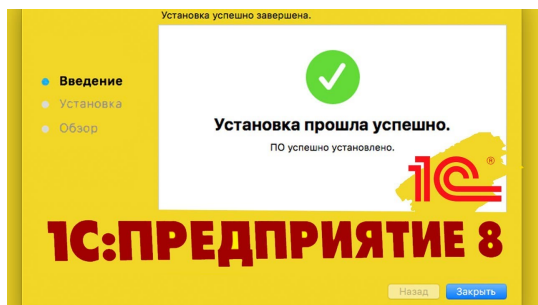 Установка успешно завершена.
Введение
Установка
Обзор
Установка прошла успешно.
ПО успешно установлено.
1С®
1С:ПРЕДПРИЯТИЕ 8
Назад
Закрыть